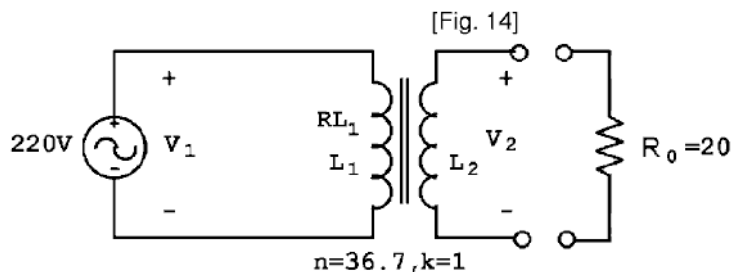 [Fig. 14]
+
+
220V
+
-
V1
RL1
L1
L2
V2
R0 =20
-
-
n=36.7,k=1